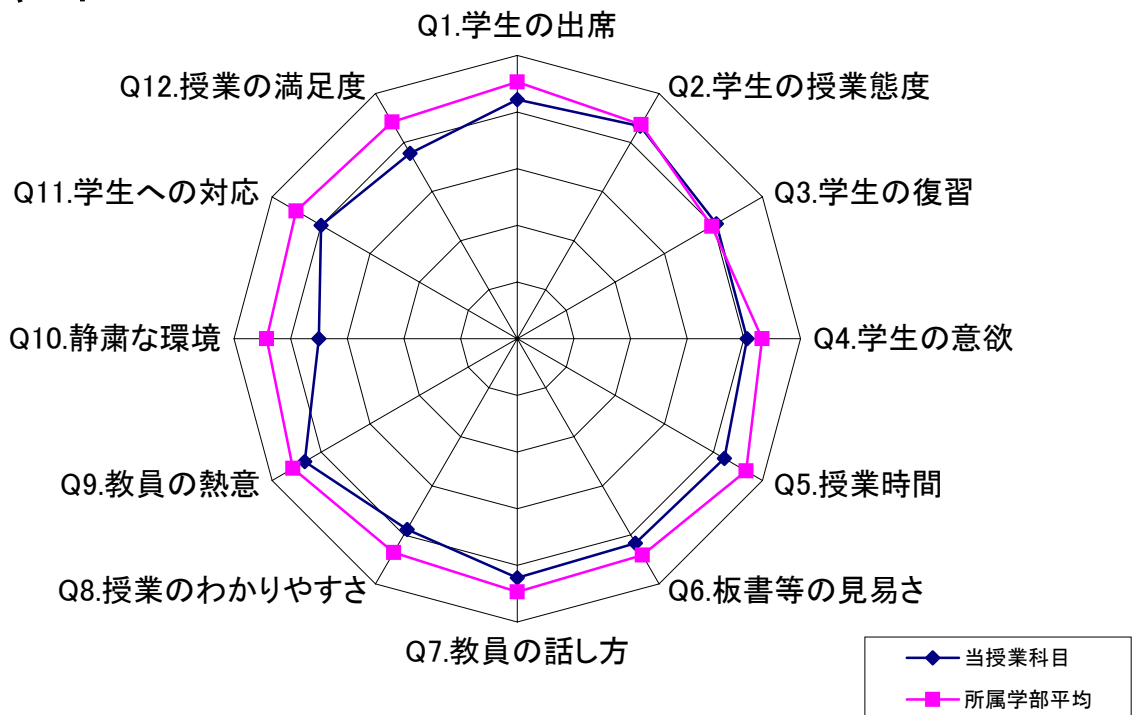 Q1.学生の出席
Q2.学生の授業態度
Q3.学生の復習
Q4.学生の意欲
Q5.授業時間
Q6.板書等の見易さ
Q7.教員の話し方
Q8.授業のわかりやすさ
Q9.教員の熱意
Q10.静粛な環境
Q11.学生への対応
Q12.授業の満足度
当授業科目
所属学部平均